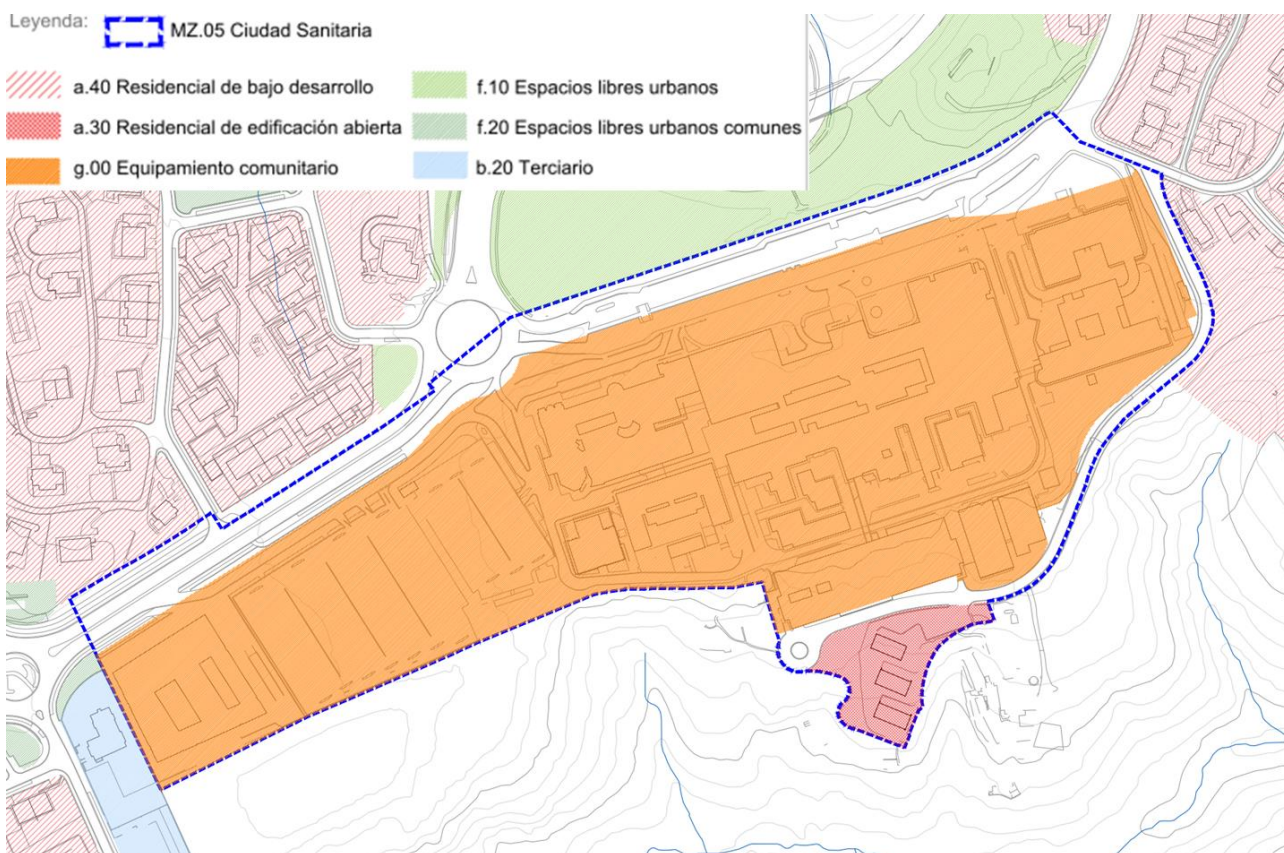 Leyenda:
MZ.05 Ciudad Sanitaria
a.40 Residencial de bajo desarrollo
f.10 Espacios libres urbanos
a.30 Residencial de edificación abierta
f.20 Espacios libres urbanos comunes
g.00 Equipamiento comunitario
b.20 Terciario